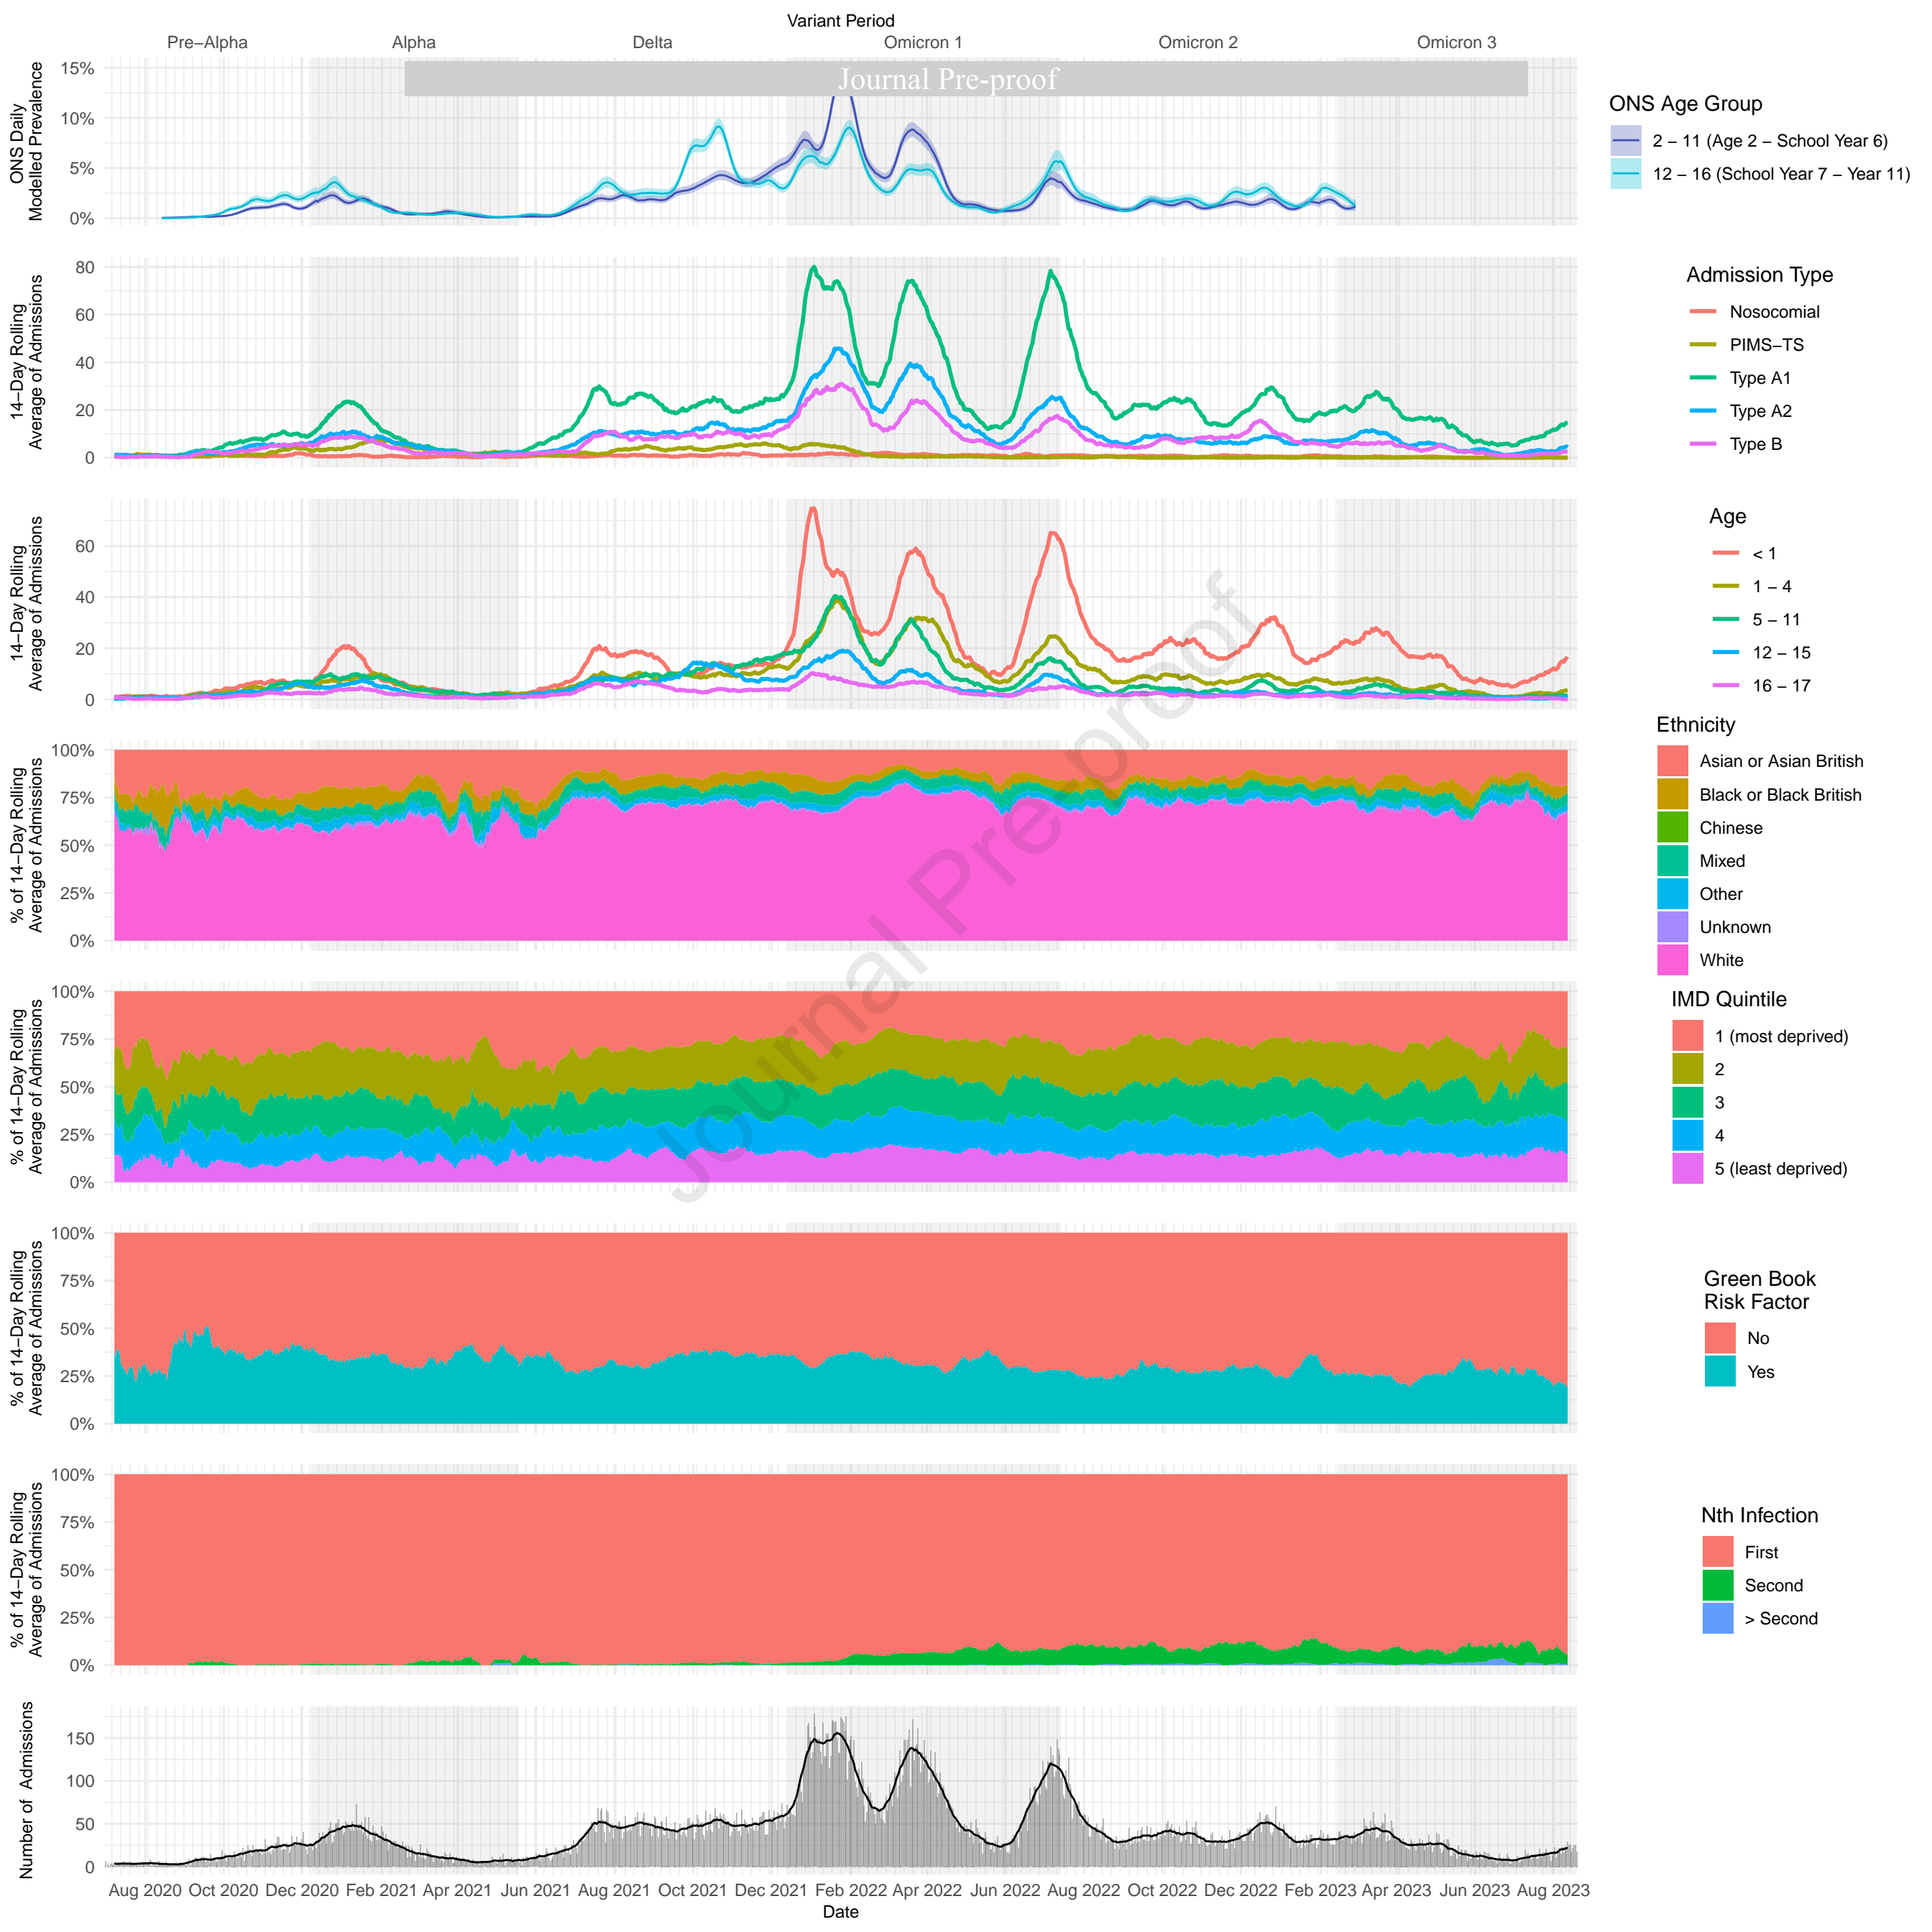 Variant Period
Pre−Alpha Alpha Delta Omicron 1 Omicron 2 Omicron 3
Journal Pre-proof
ONS Daily
Modelled Prevalence
15%
10%
5%
0%
ONS Age Group
2 − 11 (Age 2 − School Year 6)
12 − 16 (School Year 7 − Year 11)
14−Day Rolling
Average of Admissions
80
60
40
20
0
Admission Type
Nosocomial
PIMS−TS
Type A1
Type A2
Type B
14−Day Rolling
Average of Admissions
60
40
20
0
Age
< 1
1 − 4
5 − 11
12 − 15
16 − 17
% of 14−Day Rolling
Average of Admissions
100%
75%
50%
25%
0%
Ethnicity
Asian or Asian British
Black or Black British
Chinese
Mixed
Other
Unknown
White
Journal Pre-proof
% of 14−Day Rolling
Average of Admissions
100%
75%
50%
25%
0%
IMD Quintile
1 (most deprived)
2
3
4
5 (least deprived)
% of 14−Day Rolling
Average of Admissions
100%
75%
50%
25%
0%
Green Book
Risk Factor
No
Yes
% of 14−Day Rolling
Average of Admissions
100%
75%
50%
25%
0%
Nth Infection
First
Second
> Second
Number of Admissions
150
100
50
0
Aug 2020 Oct 2020 Dec 2020 Feb 2021 Apr 2021 Jun 2021 Aug 2021 Oct 2021 Dec 2021 Feb 2022 Apr 2022 Jun 2022 Aug 2022 Oct 2022 Dec 2022 Feb 2023 Apr 2023 Jun 2023 Aug 2023
Date